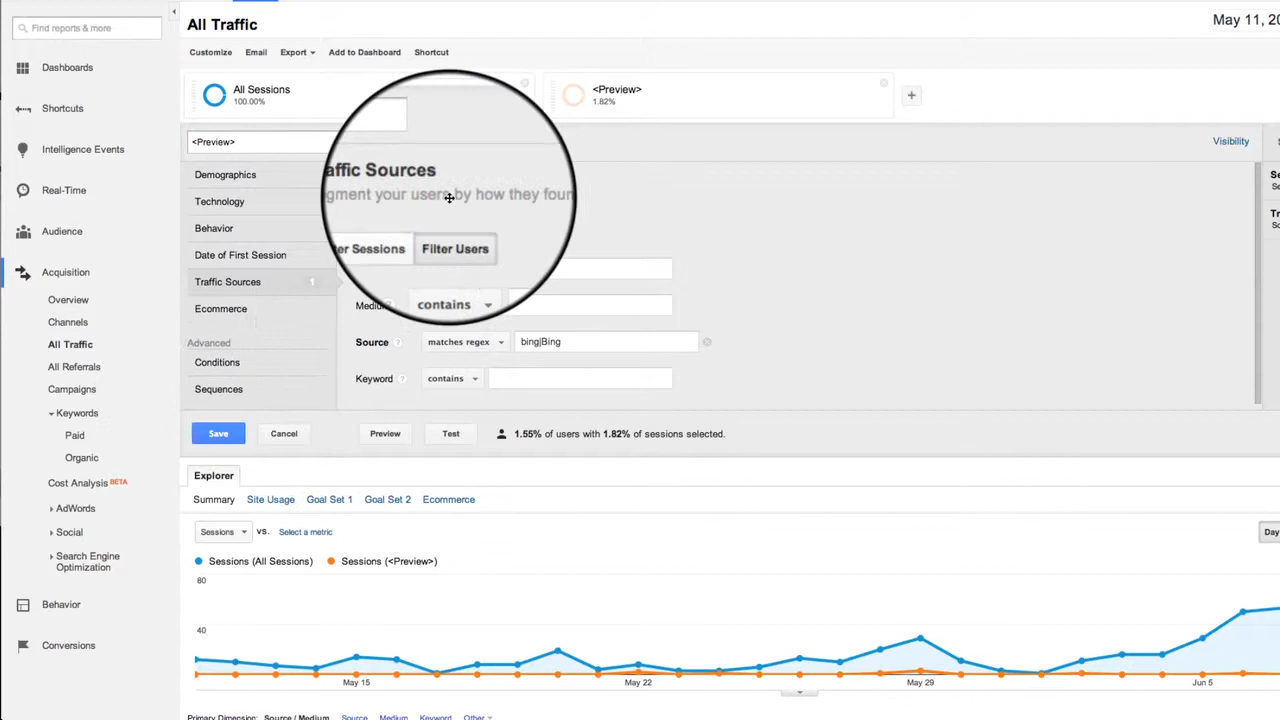 All Traffic
May 11, 20
Find reports & more
Customize Email Export Add to Dashboard Shortcut
Dashboards
Shortcuts
Intelligence Events
Real-Time
Audience
Acquisition
Overview
Channels
All Traffic
All Referrals
Campaigns
Keywords
Paid
Organic
Cost Analysis BETA
AdWords
Social
Search Engine
Optimization
Behavior
Conversions
All Sessions
100.00%
<Preview>
1.82%
+
<Preview>
Visibility
Demographics
Technology
Behavior
Date of First Session
Traffic Sources 1
Ecommerce
Advanced
Conditions
Sequences
affic Sources
gment your users by how they foun
er Sessions Filter Users
contains
Source ? matches regex bing|Bing
Keyword ? contains
Save Cancel Preview Test 1.55% of users with 1.82% of sessions selected.
Explorer
Summary Site Usage Goal Set 1 Goal Set 2 Ecommerce
Sessions VS. Select a metric
Day
Sessions (All Sessions) Sessions (<Preview>)
80
40
May 15 May 22 May 29 Jun 5
Primary Dimension: Source / Medium Source Medium Keyword Other